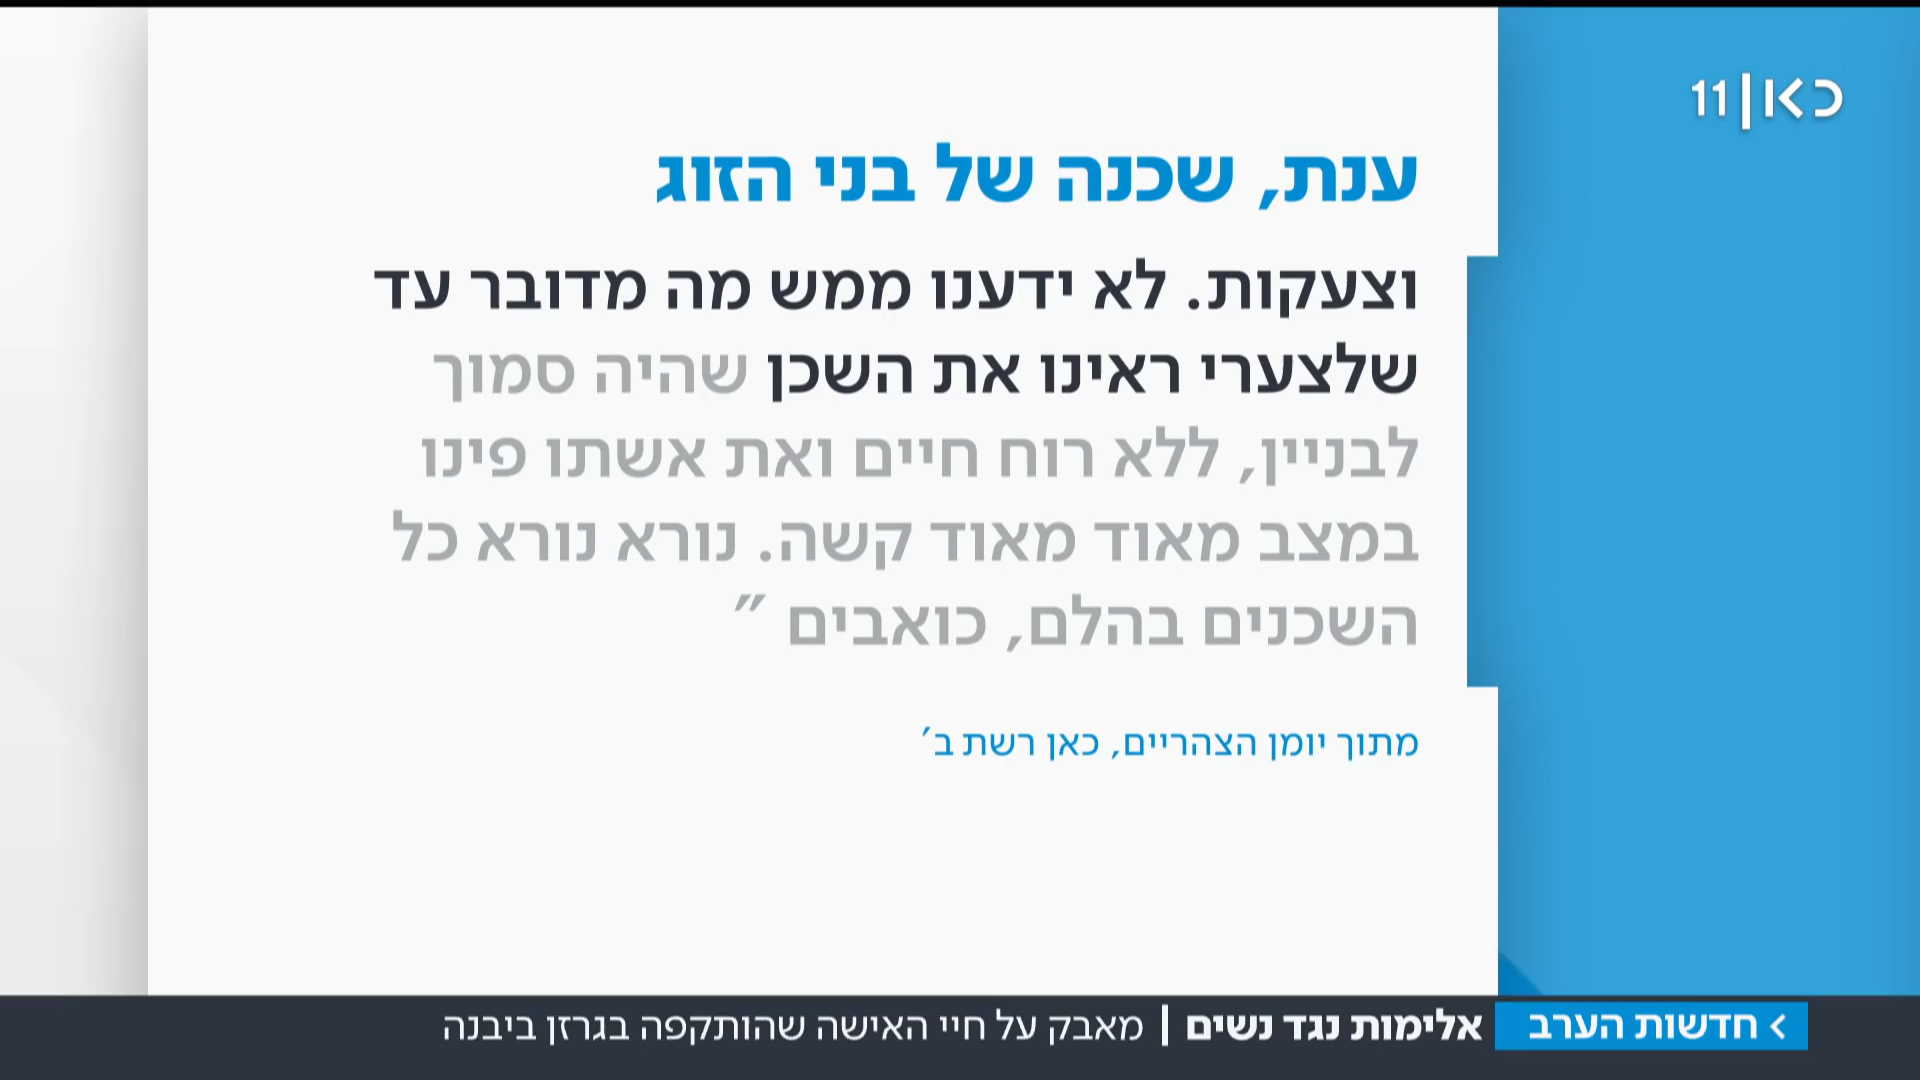 כאן|11
ענת, שכנה של בני הזוג
וצעקות. לא ידענו ממש מה מדובר עד
שלצערי ראינו את השכן שהיה סמוך
לבניין, ללא רוח חיים ואת אשתו פינו
במצב מאוד מאוד קשה. נורא נורא כל
השכנים בהלם, כואבים "
מתוך יומן הצהריים, כאן רשת ב׳
חדשות הערב
אלימות נגד נשים | מאבק על חיי האישה שהותקפה בגרזן ביבנה